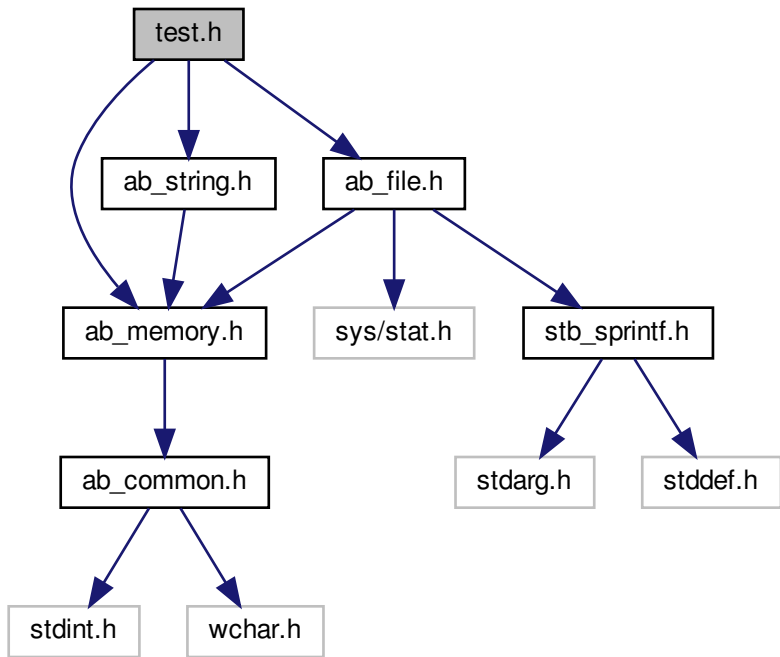 test.h
ab_string.h
ab_file.h
ab_memory.h
sys/stat.h
stb_sprintf.h
ab_common.h
stdarg.h
stddef.h
stdint.h
wchar.h